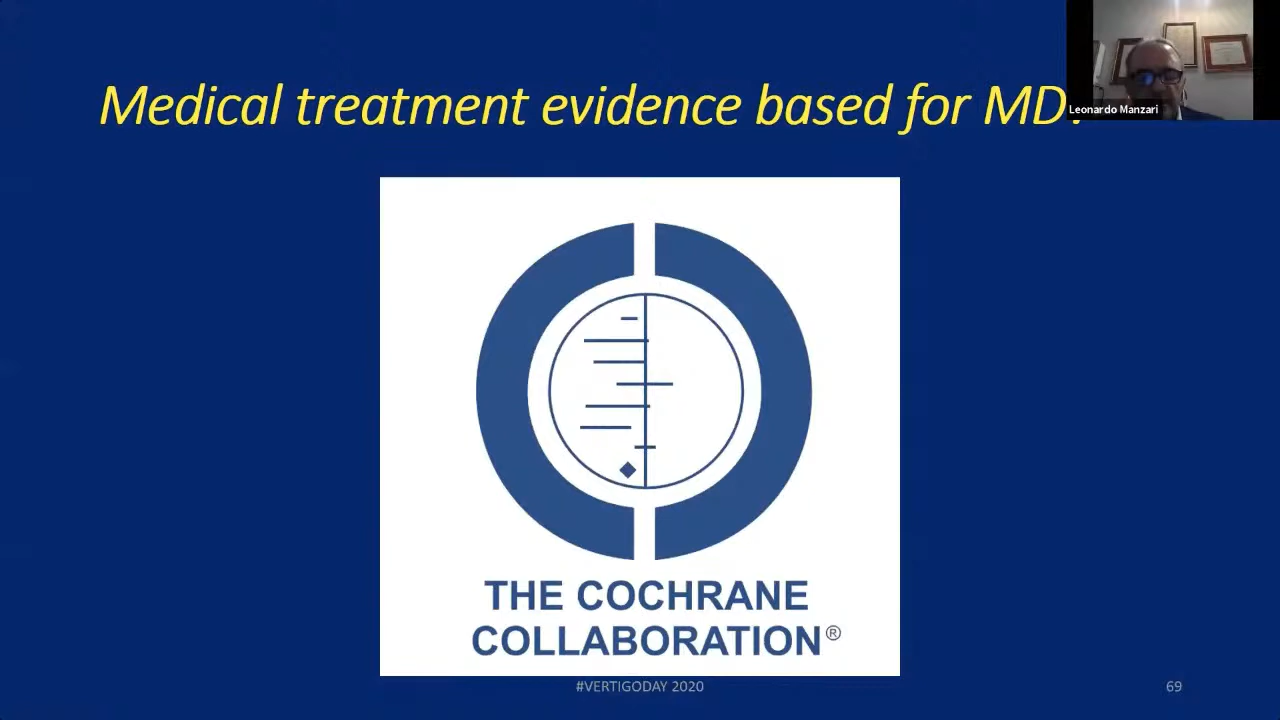 Medical treatment evidence based for MD?
Leonardo Manzari
THE COCHRANE
COLLABORATION®
#VERTIGODAY 2020
69